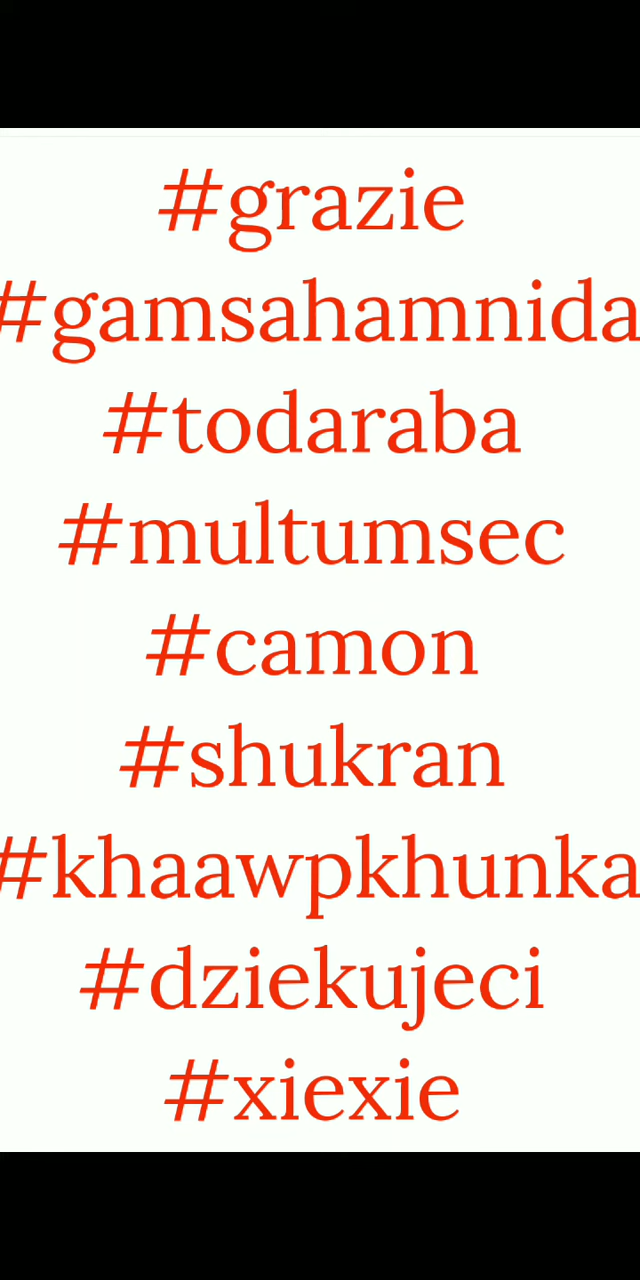 #grazie
#gamsahamnida
#todaraba
#multumsec
#camon
#shukran
#khaawpkhunka
#dziekujeci
#xiexie